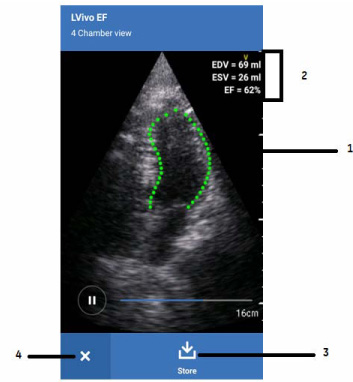 LVivo EF
4 Chamber view
V
EDV = 69 ml
ESV = 26 ml
EF = 62%
2
1
16cm
4
3
Store